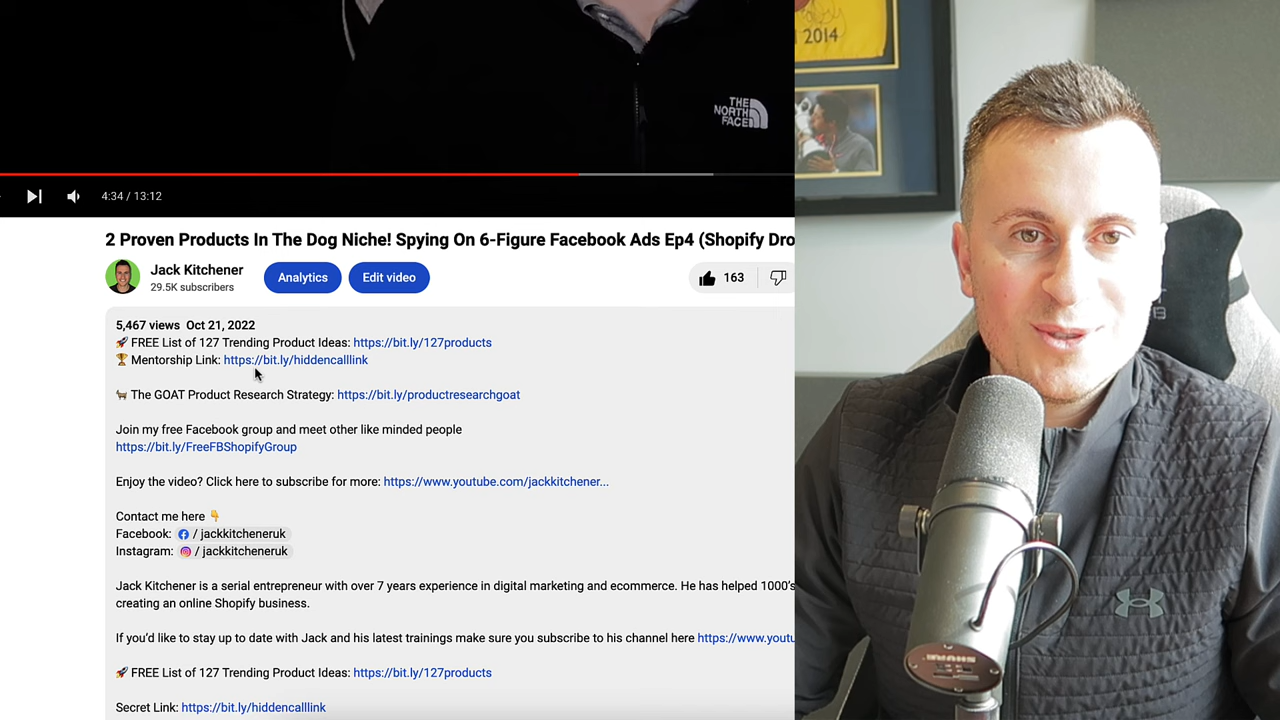 2014
THE
NORTH
FACE
4:34 / 13:12
2 Proven Products In The Dog Niche! Spying On 6-Figure Facebook Ads Ep4 (Shopify Dro
Jack Kitchener
29.5K subscribers
Analytics
Edit video
163
5,467 views Oct 21, 2022
🚀 FREE List of 127 Trending Product Ideas: https://bit.ly/127products
🏆 Mentorship Link: https://bit.ly/hiddencalllink
🐐 The GOAT Product Research Strategy: https://bit.ly/productresearchgoat
Join my free Facebook group and meet other like minded people
https://bit.ly/FreeFBShopifyGroup
Enjoy the video? Click here to subscribe for more: https://www.youtube.com/jackkitchener...
Contact me here 👇
Facebook: / jackkitcheneruk
Instagram: / jackkitcheneruk
Jack Kitchener is a serial entrepreneur with over 7 years experience in digital marketing and ecommerce. He has helped 1000's
creating an online Shopify business.
If you'd like to stay up to date with Jack and his latest trainings make sure you subscribe to his channel here https://www.youtu
🚀 FREE List of 127 Trending Product Ideas: https://bit.ly/127products
Secret Link: https://bit.ly/hiddencalllink